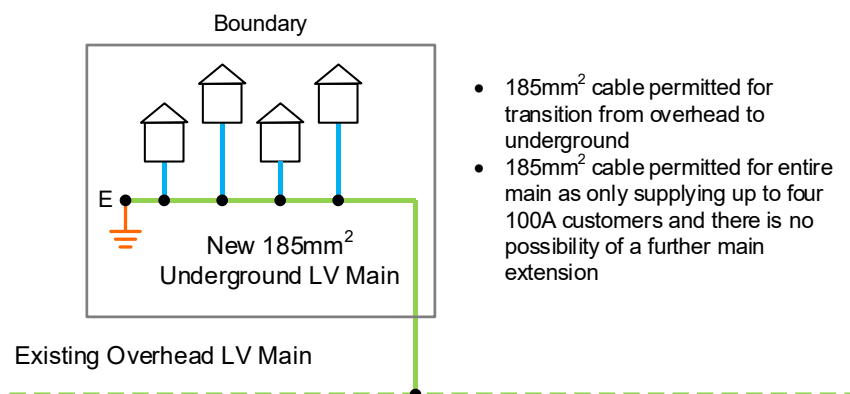 Boundary
• 185mm² cable permitted for
transition from overhead to
underground
• 185mm² cable permitted for entire
main as only supplying up to four
100A customers and there is no
possibility of a further main
extension
E
New 185mm²
Underground LV Main
Existing Overhead LV Main